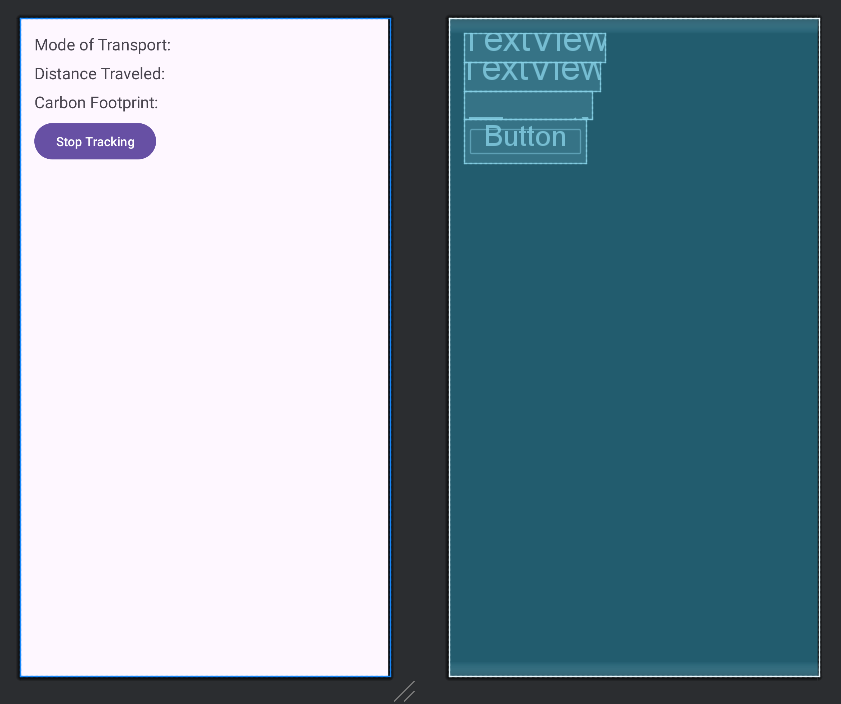 Mode of Transport:
Distance Traveled:
Carbon Footprint:
Stop Tracking
TextView
TextView
Button